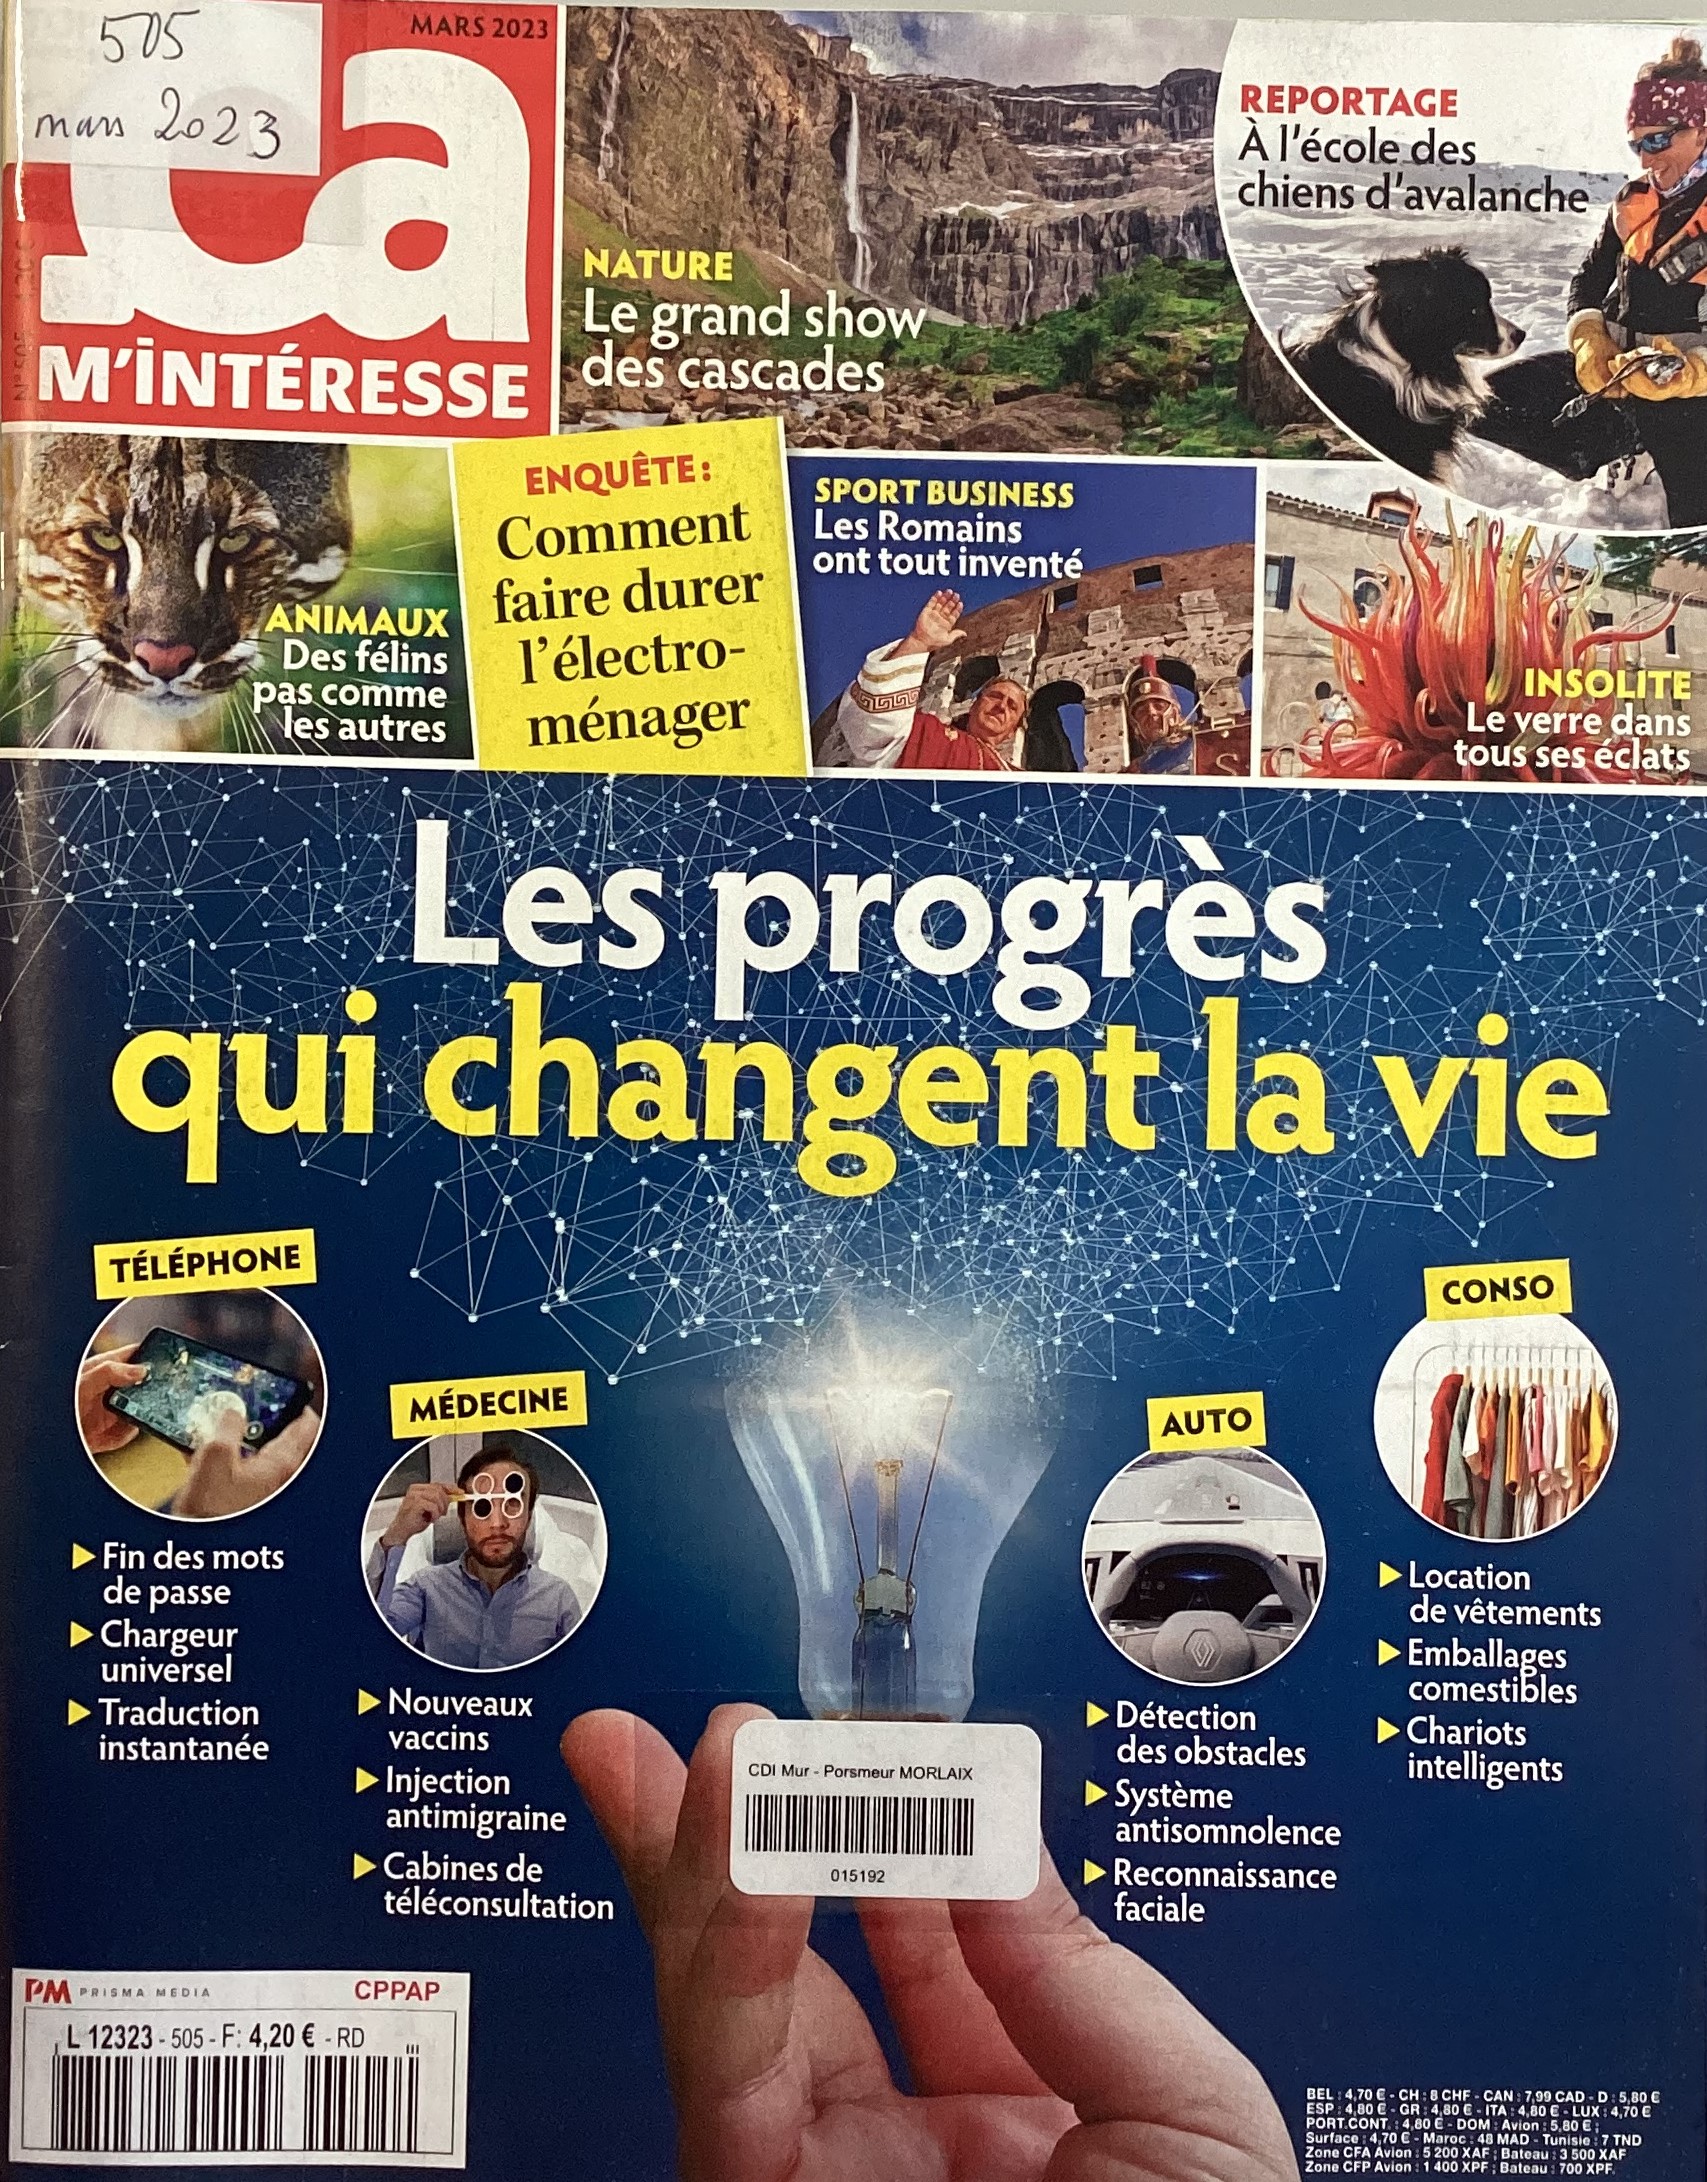 505
mars 2023
MARS 2023
Ça
M'INTÉRESSE
NATURE
Le grand show
des cascades
REPORTAGE
À l'école des
chiens d'avalanche
ANIMAUX
Des félins
pas comme
les autres
ENQUÊTE :
Comment
faire durer
l'électro-
ménager
SPORT BUSINESS
Les Romains
ont tout inventé
INSOLITE
Le verre dans
tous ses éclats
Les progrès
qui changent la vie
TÉLÉPHONE
Fin des mots
de passe
Chargeur
universel
Traduction
instantanée
MÉDECINE
Nouveaux
vaccins
Injection
antimigraine
Cabines de
téléconsultation
AUTO
Détection
des obstacles
Système
antisomnolence
Reconnaissance
faciale
CONSO
Location
de vêtements
Emballages
comestibles
Chariots
intelligents
CDI Mur - Porsmeur MORLAIX
015192
PM PRISMA MEDIA CPPAP
L 12323 - 505 - F: 4,20 € - RD
BEL : 4,70 € - CH : 8 CHF - CAN : 7,99 CAD - D : 5,80 €
ESP : 4,80 € - GR : 4,80 € - ITA : 4,80 € - LUX : 4,70 €
PORT.CONT. : 4,80 € - DOM : Avion : 5,80 € ;
Surface : 4,70 € - Maroc : 48 MAD - Tunisie : 7 TND
Zone CFA Avion : 5 200 XAF ; Bateau : 3 500 XAF
Zone CFP Avion : 1 400 XPF ; Bateau : 700 XPF.